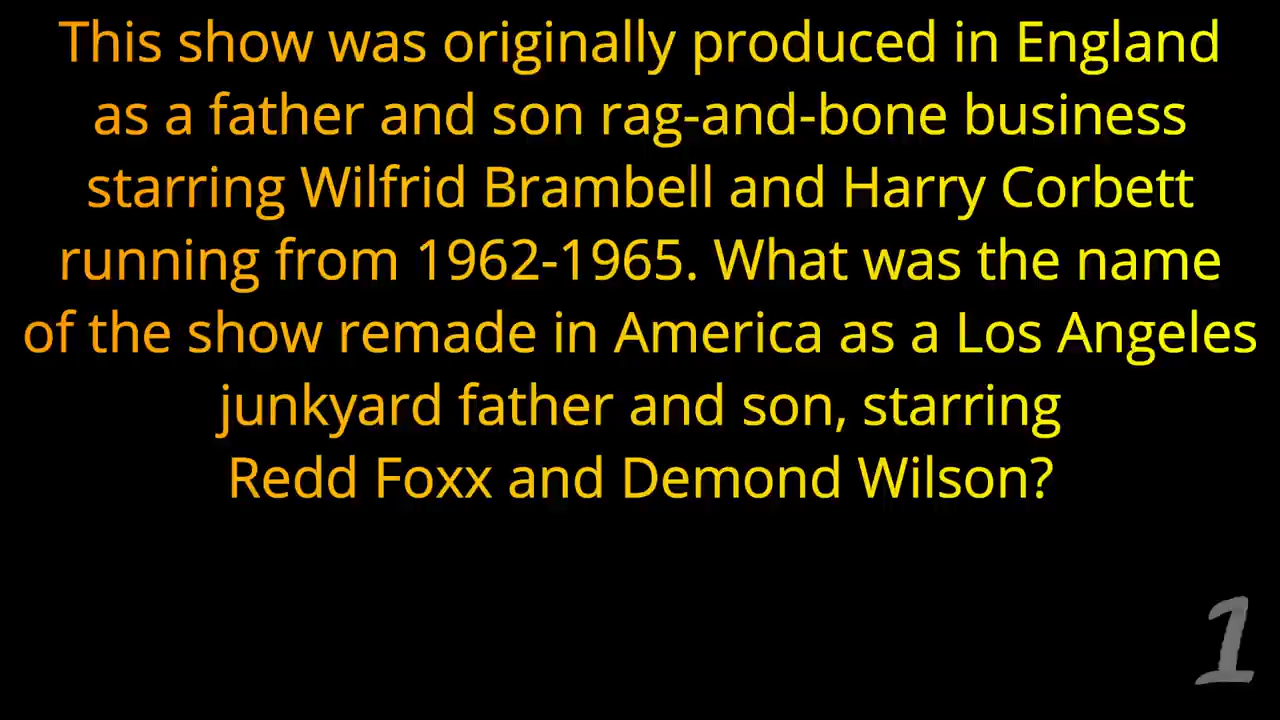 This show was originally produced in England
as a father and son rag-and-bone business
starring Wilfrid Brambell and Harry Corbett
running from 1962-1965. What was the name
of the show remade in America as a Los Angeles
junkyard father and son, starring
Redd Foxx and Demond Wilson?
1